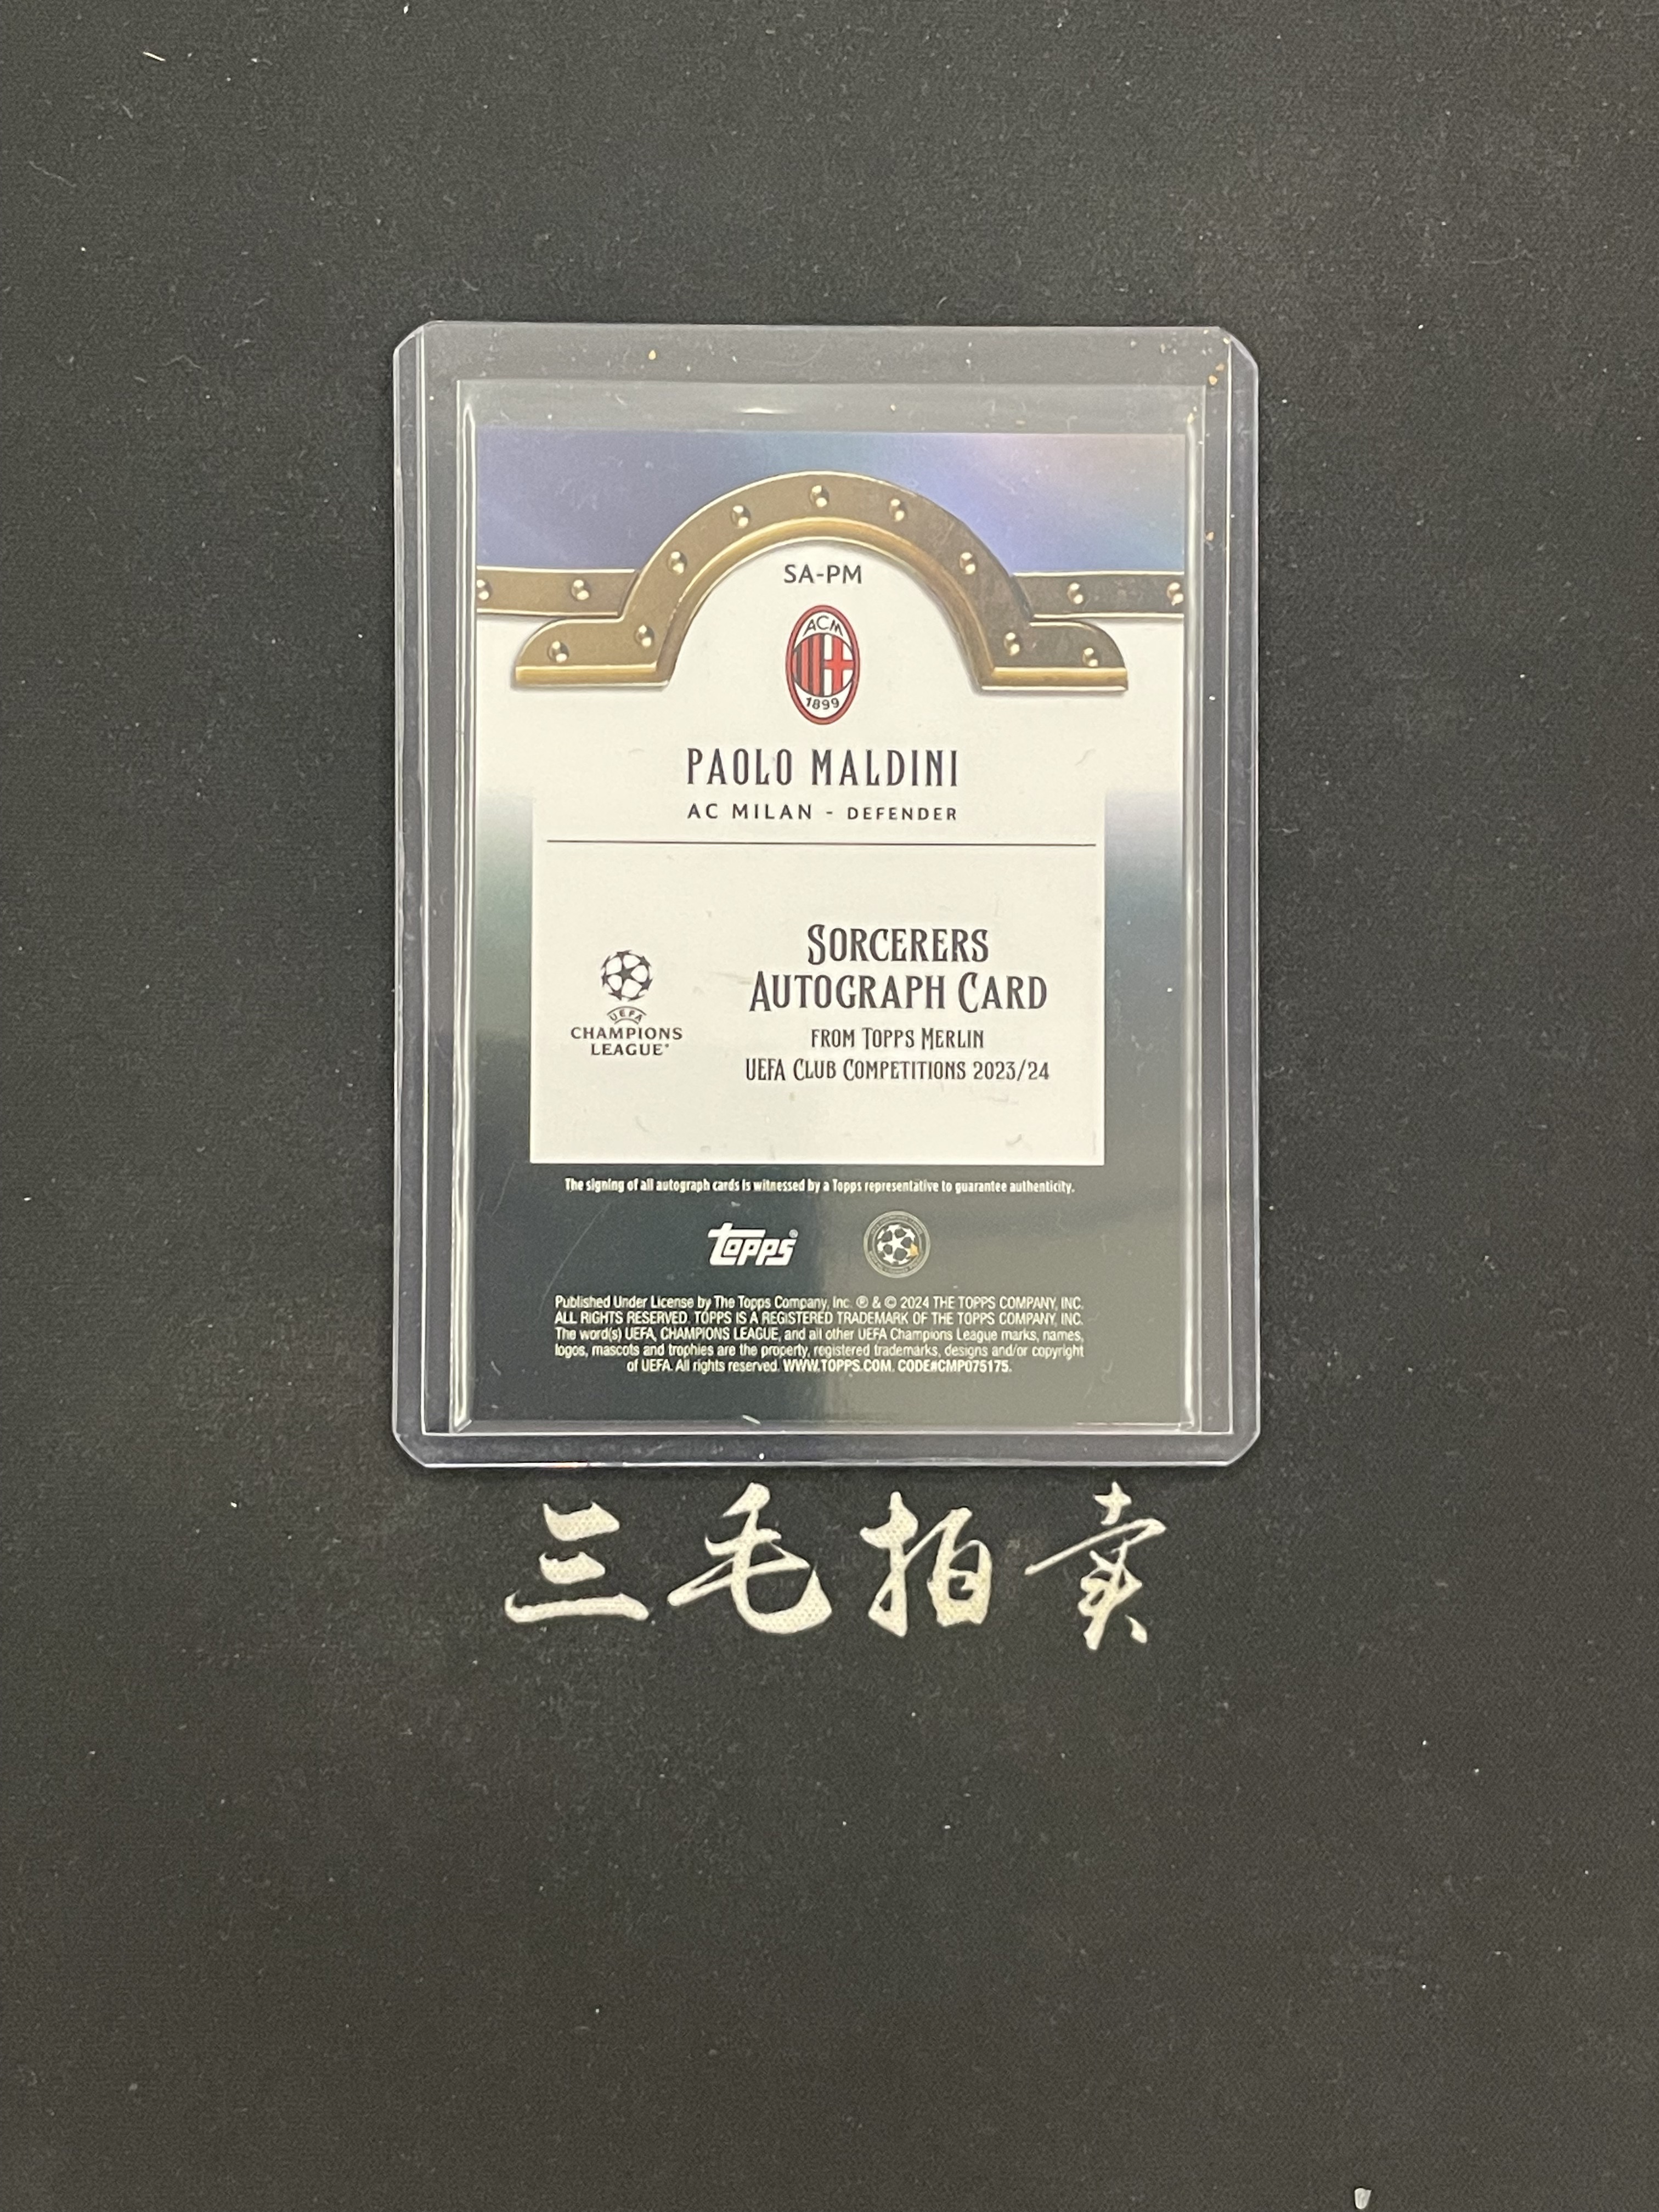 SA-PM
ACM
1899
PAOLO MALDINI
AC MILAN - DEFENDER
SORCERERS
AUTOGRAPH CARD
FROM TOPPS MERLIN
UEFA CLUB COMPETITIONS 2023/24
UEFA
CHAMPIONS
LEAGUE®
The signing of all autograph cards is witnessed by a Topps representative to guarantee authenticity.
topps®
Published Under License by The Topps Company, Inc. ® & © 2024 THE TOPPS COMPANY, INC.
ALL RIGHTS RESERVED. TOPPS IS A REGISTERED TRADEMARK OF THE TOPPS COMPANY, INC.
The word(s) UEFA, CHAMPIONS LEAGUE, and all other UEFA Champions League marks, names,
logos, mascots and trophies are the property, registered trademarks, designs and/or copyright
of UEFA. All rights reserved. WWW.TOPPS.COM. CODE#CMP075175.
三毛拍卖